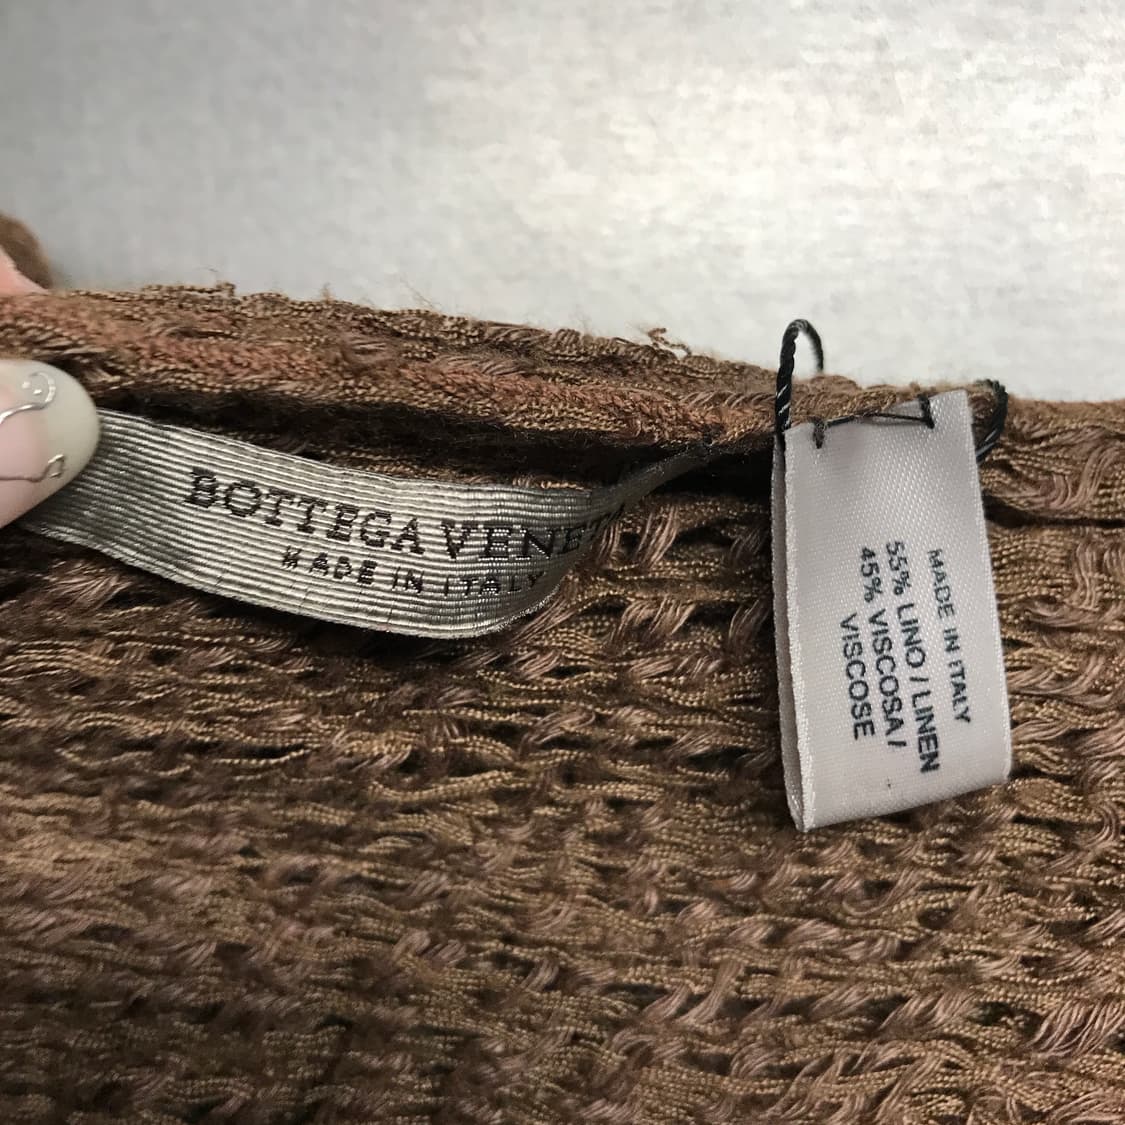 BOTTEGA VENETA
MADE IN ITALY
MADE IN ITALY
55% LINO / LINEN
45% VISCOSA /
VISCOSE